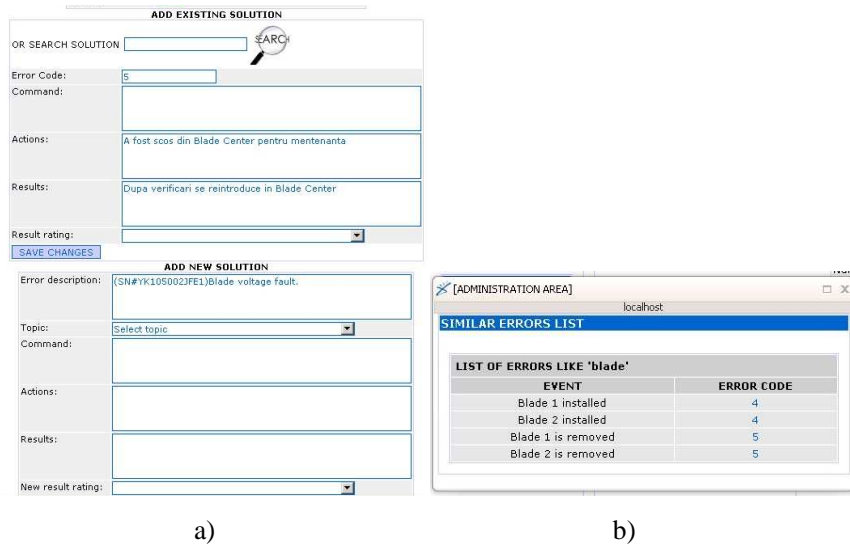 ADD EXISTING SOLUTION
OR SEARCH SOLUTION
SEARCH
Error Code: 5
Command:
Actions: A fost scos din Blade Center pentru mentenanta
Results: Dupa verificari se reintroduce in Blade Center
Result rating:
SAVE CHANGES
ADD NEW SOLUTION
Error description: (SN#YK105002JFE1)Blade voltage fault.
Topic: Select topic
Command:
Actions:
Results:
New result rating:
[ADMINISTRATION AREA]
localhost
SIMILAR ERRORS LIST
LIST OF ERRORS LIKE 'blade'
EVENT ERROR CODE
Blade 1 installed 4
Blade 2 installed 4
Blade 1 is removed 5
Blade 2 is removed 5
a) b)